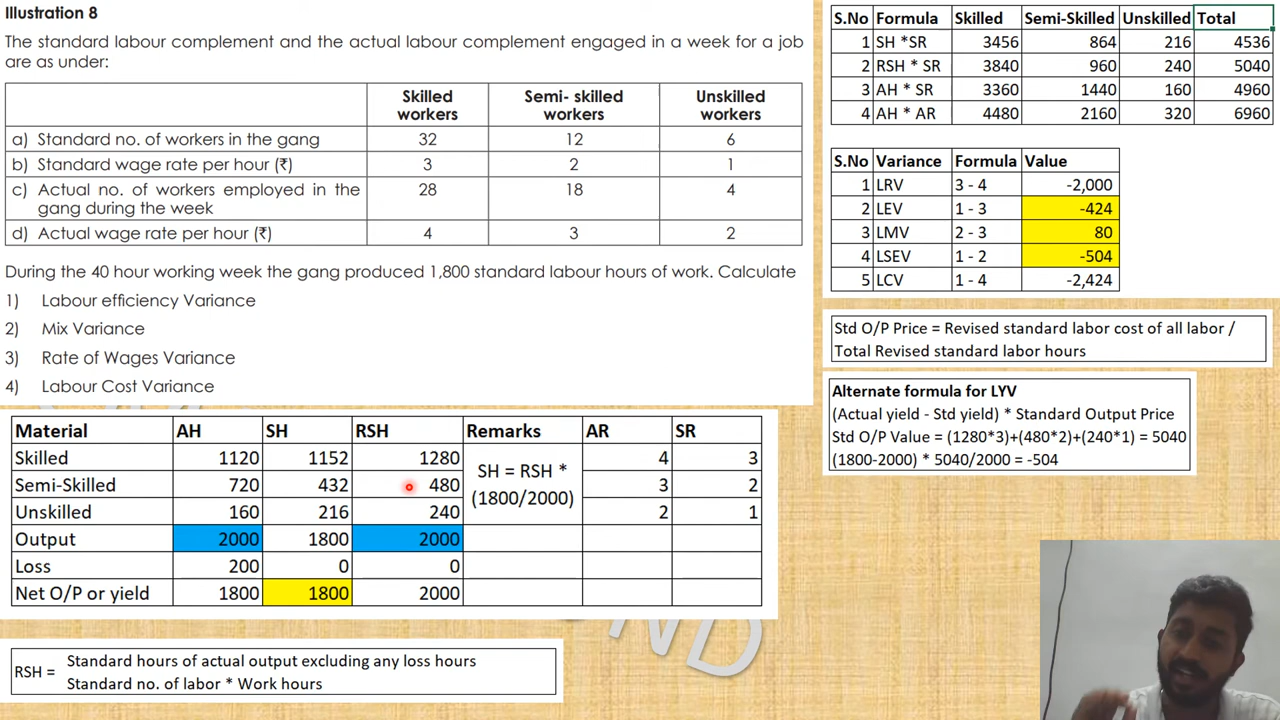 Illustration 8
The standard labour complement and the actual labour complement engaged in a week for a job
are as under:
Skilled workers Semi- skilled workers Unskilled workers
a) Standard no. of workers in the gang 32 12 6
b) Standard wage rate per hour (₹) 3 2 1
c) Actual no. of workers employed in the gang during the week 28 18 4
d) Actual wage rate per hour (₹) 4 3 2
During the 40 hour working week the gang produced 1,800 standard labour hours of work. Calculate
1) Labour efficiency Variance
2) Mix Variance
3) Rate of Wages Variance
4) Labour Cost Variance
Material AH SH RSH Remarks AR SR
Skilled 1120 1152 1280 SH = RSH * (1800/2000) 4 3
Semi-Skilled 720 432 480 3 2
Unskilled 160 216 240 2 1
Output 2000 1800 2000
Loss 200 0 0
Net O/P or yield 1800 1800 2000
RSH = Standard hours of actual output excluding any loss hours
Standard no. of labor * Work hours
S.No Formula Skilled Semi-Skilled Unskilled Total
1 SH *SR 3456 864 216 4536
2 RSH * SR 3840 960 240 5040
3 AH * SR 3360 1440 160 4960
4 AH * AR 4480 2160 320 6960
S.No Variance Formula Value
1 LRV 3 - 4 -2,000
2 LEV 1 - 3 -424
3 LMV 2 - 3 80
4 LSEV 1 - 2 -504
5 LCV 1 - 4 -2,424
Std O/P Price = Revised standard labor cost of all labor /
Total Revised standard labor hours
Alternate formula for LYV
(Actual yield - Std yield) * Standard Output Price
Std O/P Value = (1280*3)+(480*2)+(240*1) = 5040
(1800-2000) * 5040/2000 = -504